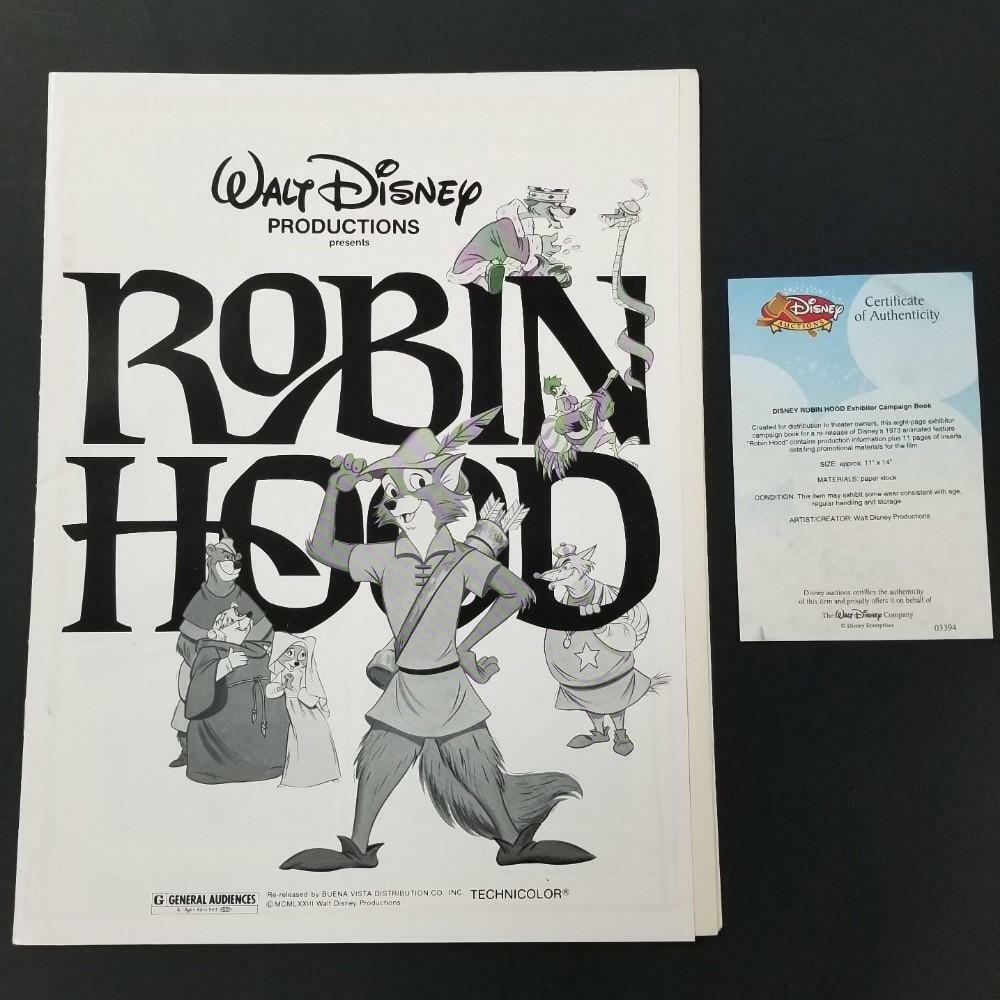 WALT DISNEY
PRODUCTIONS
presents
ROBIN
HOOD
G GENERAL AUDIENCES
All Ages Admitted
Re-released by BUENA VISTA DISTRIBUTION CO. INC. TECHNICOLOR®
©MCMLXXIII Walt Disney Productions
DISNEY
AUCTIONS
Certificate
of Authenticity
DISNEY ROBIN HOOD Exhibitor Campaign Book
Created for distribution to theater owners, this eight-page exhibitor
campaign book for a re-release of Disney's 1973 animated feature
"Robin Hood" contains production information plus 11 pages of inserts
detailing promotional materials for the film.
SIZE: approx. 11" x 14"
MATERIALS: paper stock
CONDITION: This item may exhibit some wear consistent with age,
regular handling and storage
ARTIST/CREATOR: Walt Disney Productions
Disney auctions certifies the authenticity
of this item and proudly offers it on behalf of
The Walt Disney Company
© Disney Enterprises
03394